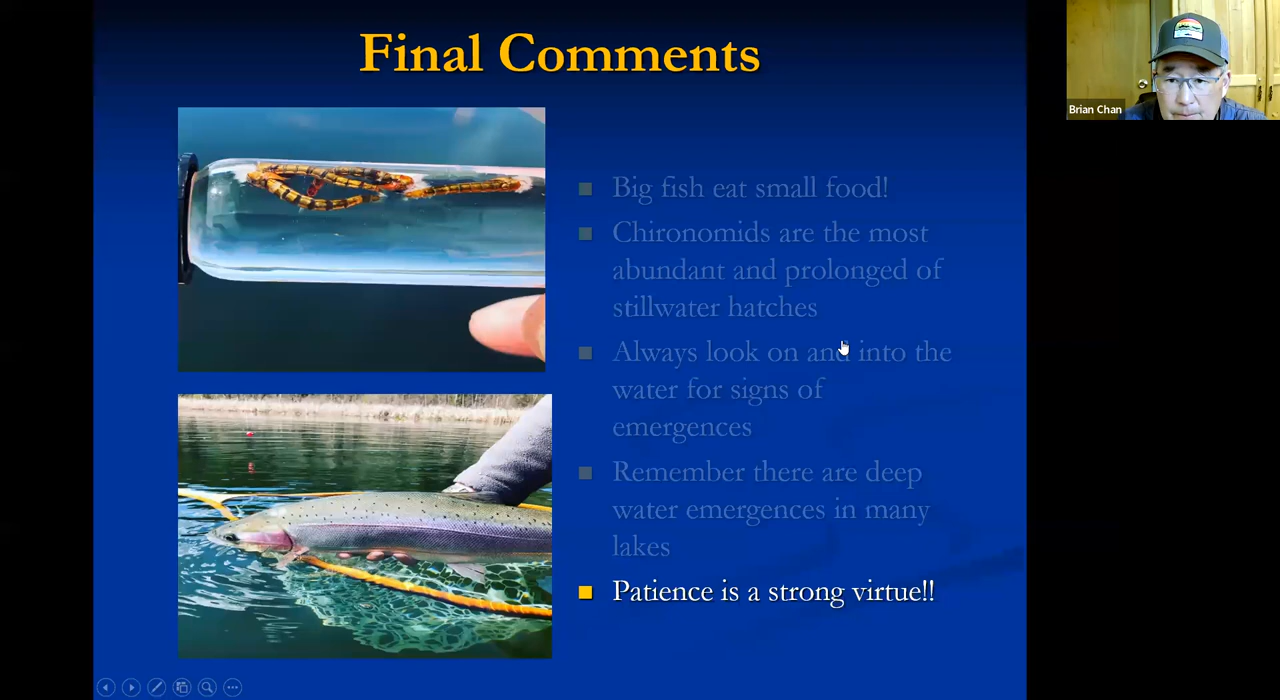 Final Comments
Brian Chan
Big fish eat small food!
Chironomids are the most
abundant and prolonged of
stillwater hatches
Always look on and into the
water for signs of
emergences
Remember there are deep
water emergences in many
lakes
Patience is a strong virtue!!